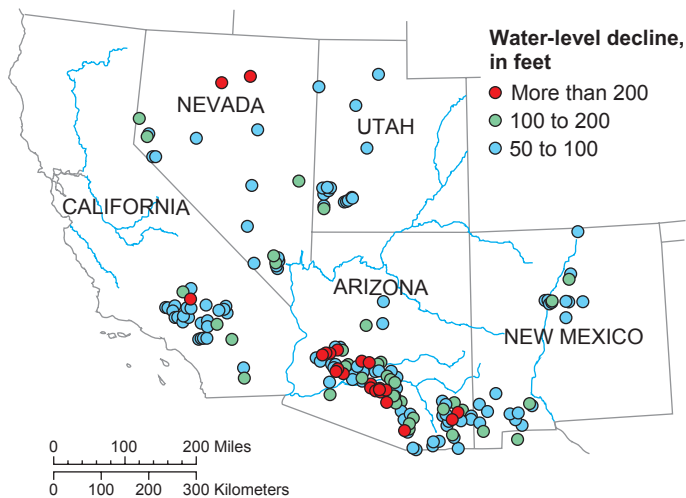 Water-level decline,
in feet
More than 200
100 to 200
50 to 100
NEVADA
UTAH
CALIFORNIA
ARIZONA
NEW MEXICO
0 100 200 Miles
0 100 200 300 Kilometers